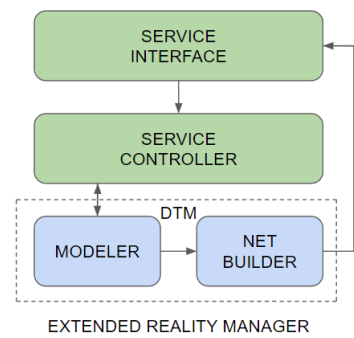 SERVICE
INTERFACE
SERVICE
CONTROLLER
DTM
MODELER
NET
BUILDER
EXTENDED REALITY MANAGER